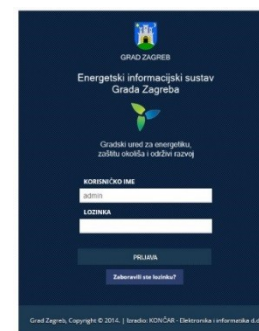 GRAD ZAGREB
Energetski informacijski sustav
Grada Zagreba
Gradski ured za energetiku,
zaštitu okoliša i održivi razvoj
KORISNIČKO IME
admin
LOZINKA
PRIJAVA
Zaboravili ste lozinku?
Grad Zagreb, Copyright © 2014. | Izradio: KONČAR - Elektronika i informatika d.d.